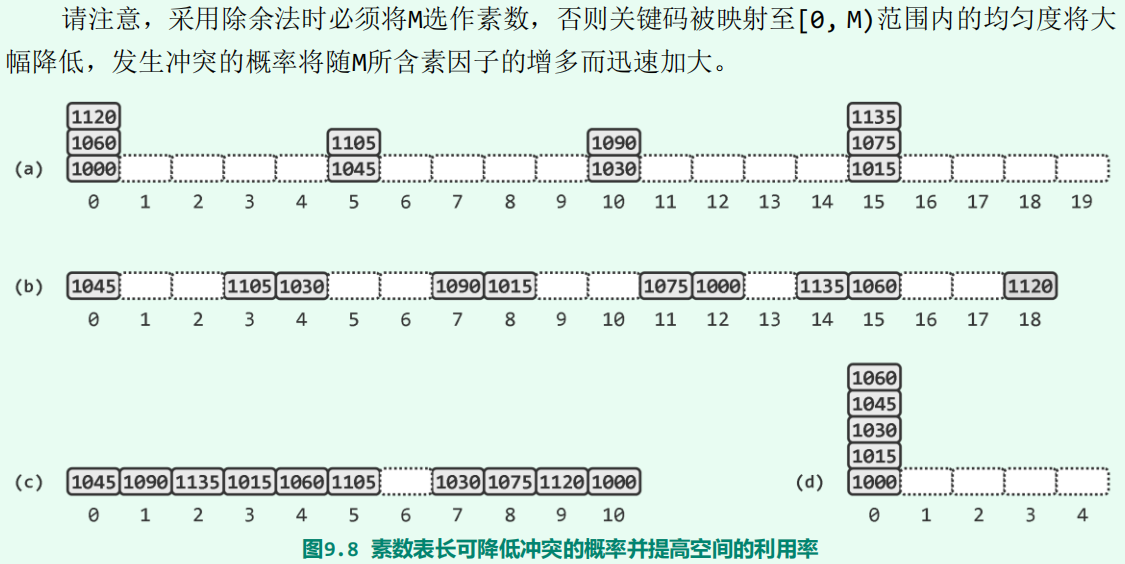 请注意，采用除余法时必须将M选作素数，否则关键码被映射至[0, M)范围内的均匀度将大
幅降低，发生冲突的概率将随M所含素因子的增多而迅速加大。
1120 1135
1060 1105 1090 1075
(a) 1000 1045 1030 1015
0 1 2 3 4 5 6 7 8 9 10 11 12 13 14 15 16 17 18 19
(b) 1045 1105 1030 1090 1015 1075 1000 1135 1060 1120
0 1 2 3 4 5 6 7 8 9 10 11 12 13 14 15 16 17 18
1060
1045
1030
1015
(c) 1045 1090 1135 1015 1060 1105 1030 1075 1120 1000 (d) 1000
0 1 2 3 4 5 6 7 8 9 10 0 1 2 3 4
图9.8 素数表长可降低冲突的概率并提高空间的利用率